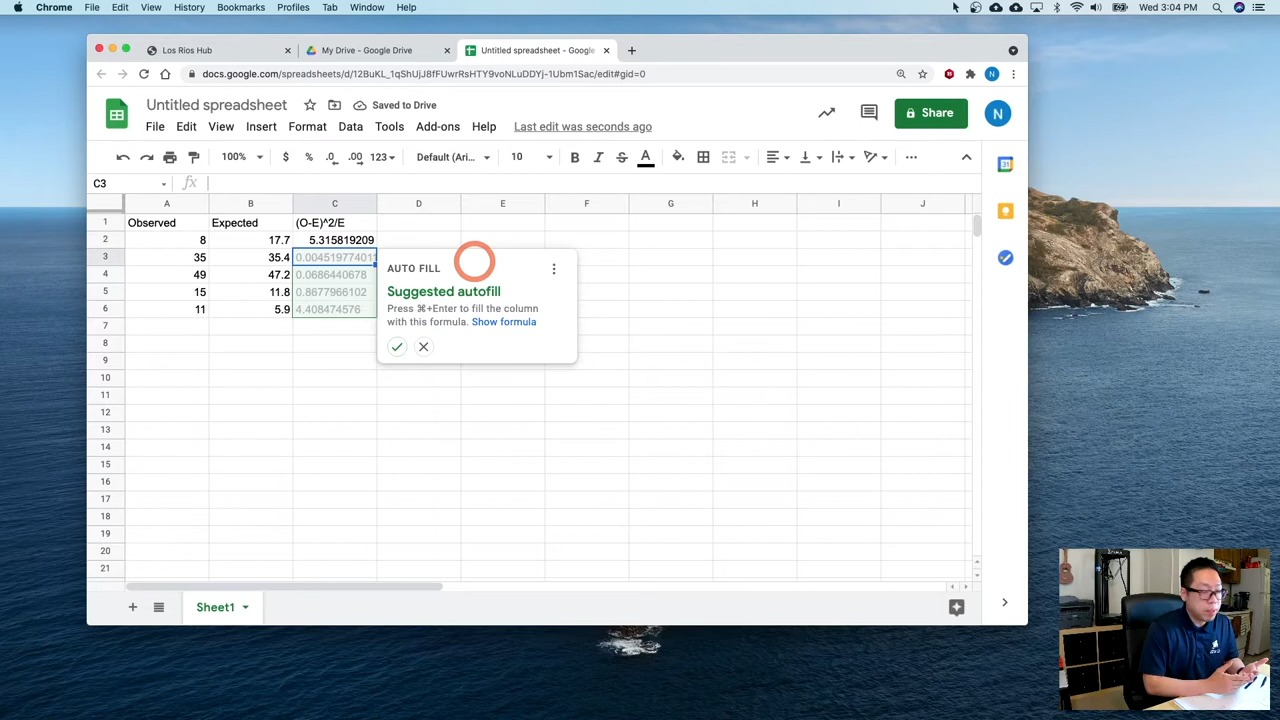 Chrome File Edit View History Bookmarks Profiles Tab Window Help Wed 3:04 PM
Los Rios Hub My Drive - Google Drive Untitled spreadsheet - Google
docs.google.com/spreadsheets/d/12BuKL_1qShUjJ8fFUwrRsHTY9voNLuDDYj-1Ubm1Sac/edit#gid=0 N
Untitled spreadsheet Saved to Drive
File Edit View Insert Format Data Tools Add-ons Help Last edit was seconds ago
Share N
100% $ % .0 .00 123 Default (Ari... 10 B I S A
C3 fx
A B C D E F G H I J
1 Observed Expected (O-E)^2/E
2 8 17.7 5.315819209
3 35 35.4 0.004519774011
4 49 47.2 0.0686440678
5 15 11.8 0.8677966102
6 11 5.9 4.408474576
7
8
9
10
11
12
13
14
15
16
17
18
19
20
21
AUTO FILL
Suggested autofill
Press ⌘+Enter to fill the column
with this formula. Show formula
Sheet1
31